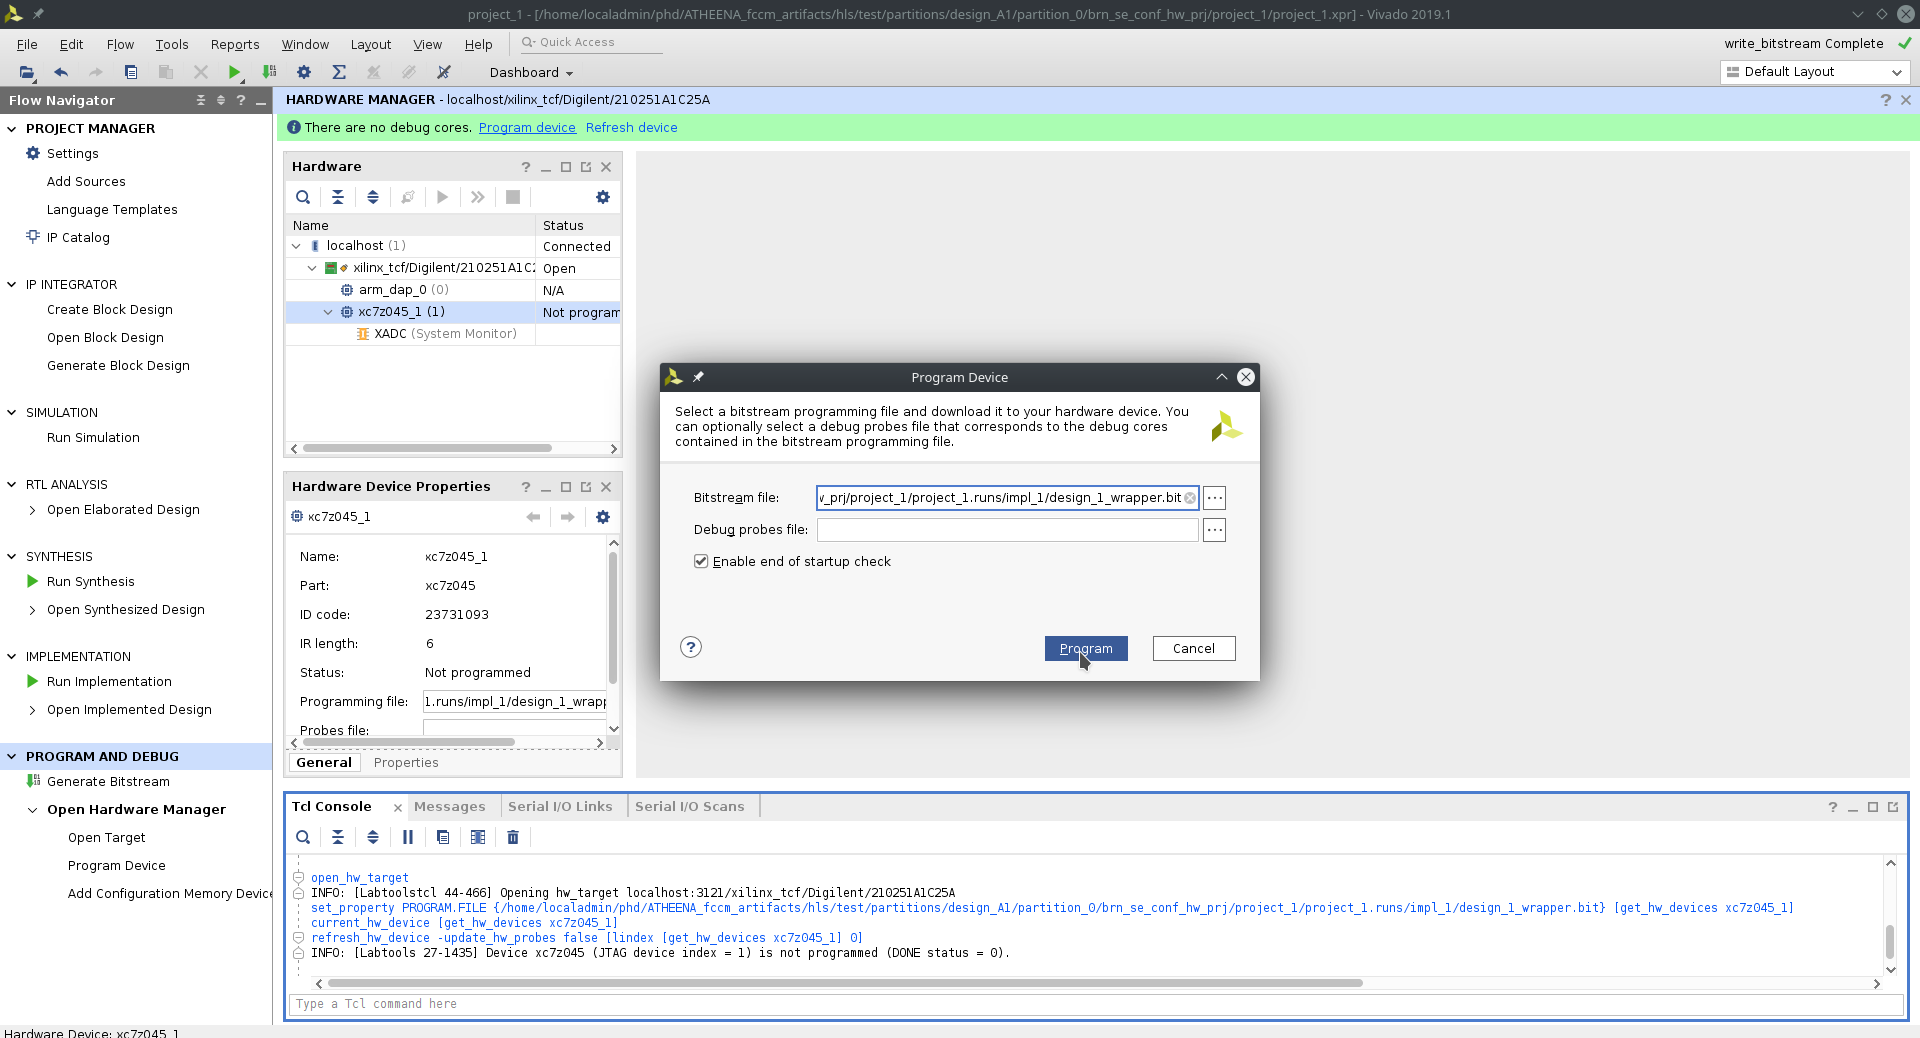 project_1 - [/home/localadmin/phd/ATHEENA_fccm_artifacts/hls/test/partitions/design_A1/partition_0/brn_se_conf_hw_prj/project_1/project_1.xpr] - Vivado 2019.1
File Edit Flow Tools Reports Window Layout View Help Quick Access
write_bitstream Complete
Dashboard
Default Layout
Flow Navigator
HARDWARE MANAGER - localhost/xilinx_tcf/Digilent/210251A1C25A
There are no debug cores. Program device Refresh device
PROJECT MANAGER
Settings
Add Sources
Language Templates
IP Catalog
IP INTEGRATOR
Create Block Design
Open Block Design
Generate Block Design
SIMULATION
Run Simulation
RTL ANALYSIS
Open Elaborated Design
SYNTHESIS
Run Synthesis
Open Synthesized Design
IMPLEMENTATION
Run Implementation
Open Implemented Design
PROGRAM AND DEBUG
Generate Bitstream
Open Hardware Manager
Open Target
Program Device
Add Configuration Memory Device
Hardware
Name Status
localhost (1) Connected
xilinx_tcf/Digilent/210251A1C2 Open
arm_dap_0 (0) N/A
xc7z045_1 (1) Not program
XADC (System Monitor)
Hardware Device Properties
xc7z045_1
Name: xc7z045_1
Part: xc7z045
ID code: 23731093
IR length: 6
Status: Not programmed
Programming file: 1.runs/impl_1/design_1_wrapp
Probes file:
General Properties
Program Device
Select a bitstream programming file and download it to your hardware device. You
can optionally select a debug probes file that corresponds to the debug cores
contained in the bitstream programming file.
Bitstream file: w_prj/project_1/project_1.runs/impl_1/design_1_wrapper.bit
Debug probes file:
Enable end of startup check
Program Cancel
Tcl Console Messages Serial I/O Links Serial I/O Scans
open_hw_target
INFO: [Labtoolstcl 44-466] Opening hw_target localhost:3121/xilinx_tcf/Digilent/210251A1C25A
set_property PROGRAM.FILE {/home/localadmin/phd/ATHEENA_fccm_artifacts/hls/test/partitions/design_A1/partition_0/brn_se_conf_hw_prj/project_1/project_1.runs/impl_1/design_1_wrapper.bit} [get_hw_devices xc7z045_1]
current_hw_device [get_hw_devices xc7z045_1]
refresh_hw_device -update_hw_probes false [lindex [get_hw_devices xc7z045_1] 0]
INFO: [Labtools 27-1435] Device xc7z045 (JTAG device index = 1) is not programmed (DONE status = 0).
Type a Tcl command here
Hardware Device: xc7z045_1